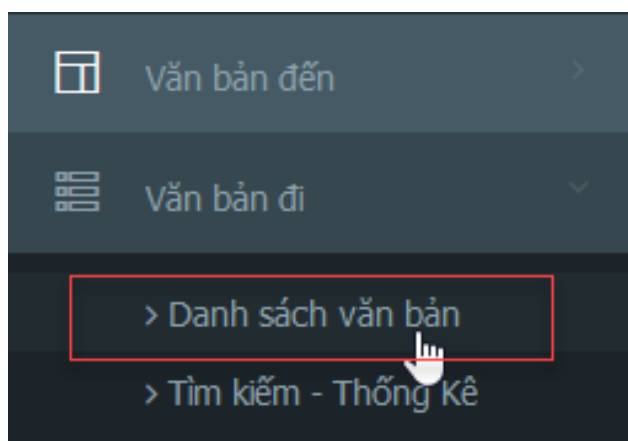 Văn bản đến
Văn bản đi
> Danh sách văn bản
> Tìm kiếm - Thống Kê